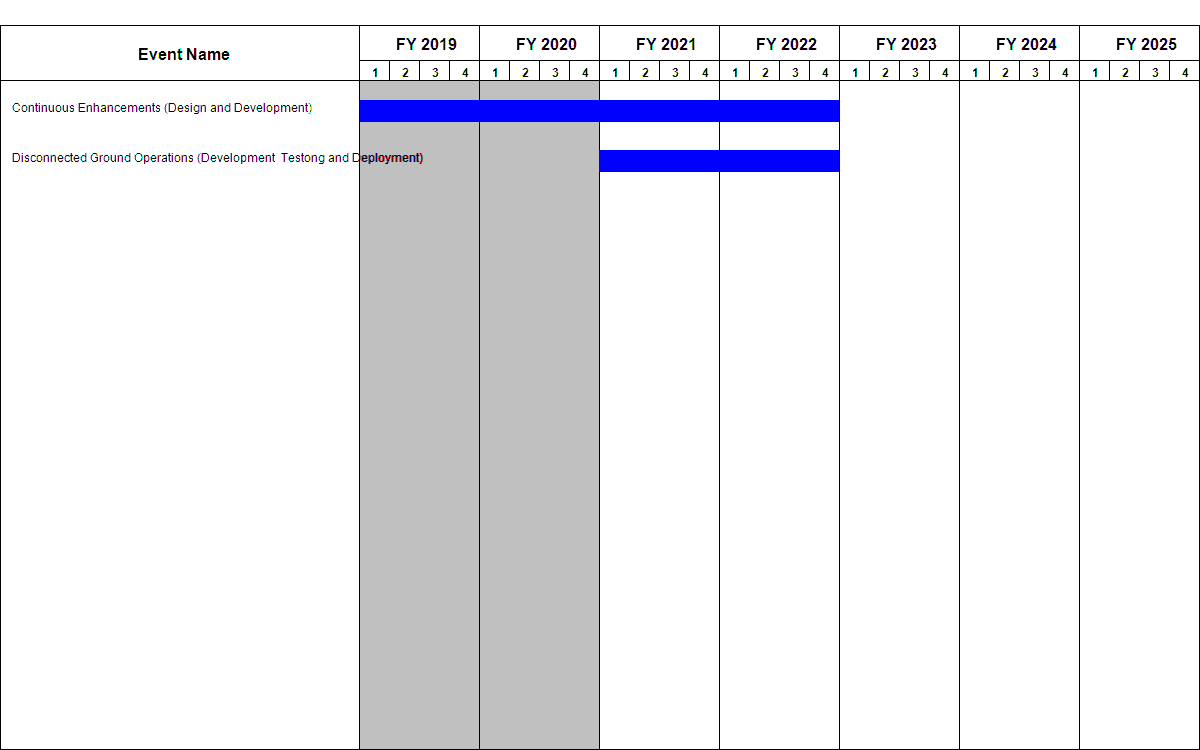 Event Name
FY 2019 FY 2020 FY 2021 FY 2022 FY 2023 FY 2024 FY 2025
1 2 3 4 1 2 3 4 1 2 3 4 1 2 3 4 1 2 3 4 1 2 3 4 1 2 3 4
Continuous Enhancements (Design and Development)
Disconnected Ground Operations (Development Testong and Deployment)